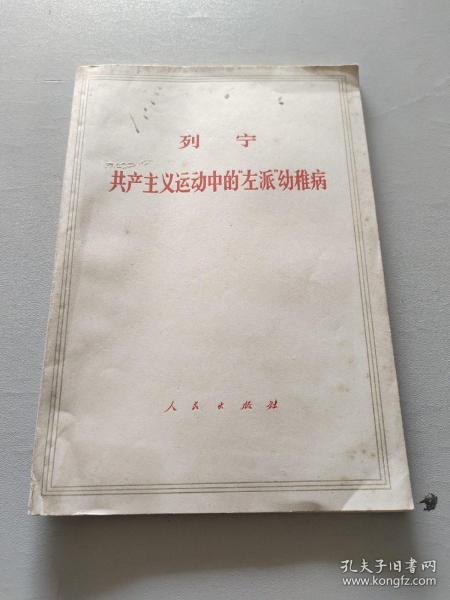 列 宁
共产主义运动中的“左派”幼稚病
人民出版社
孔夫子旧书网
www.kongfz.com